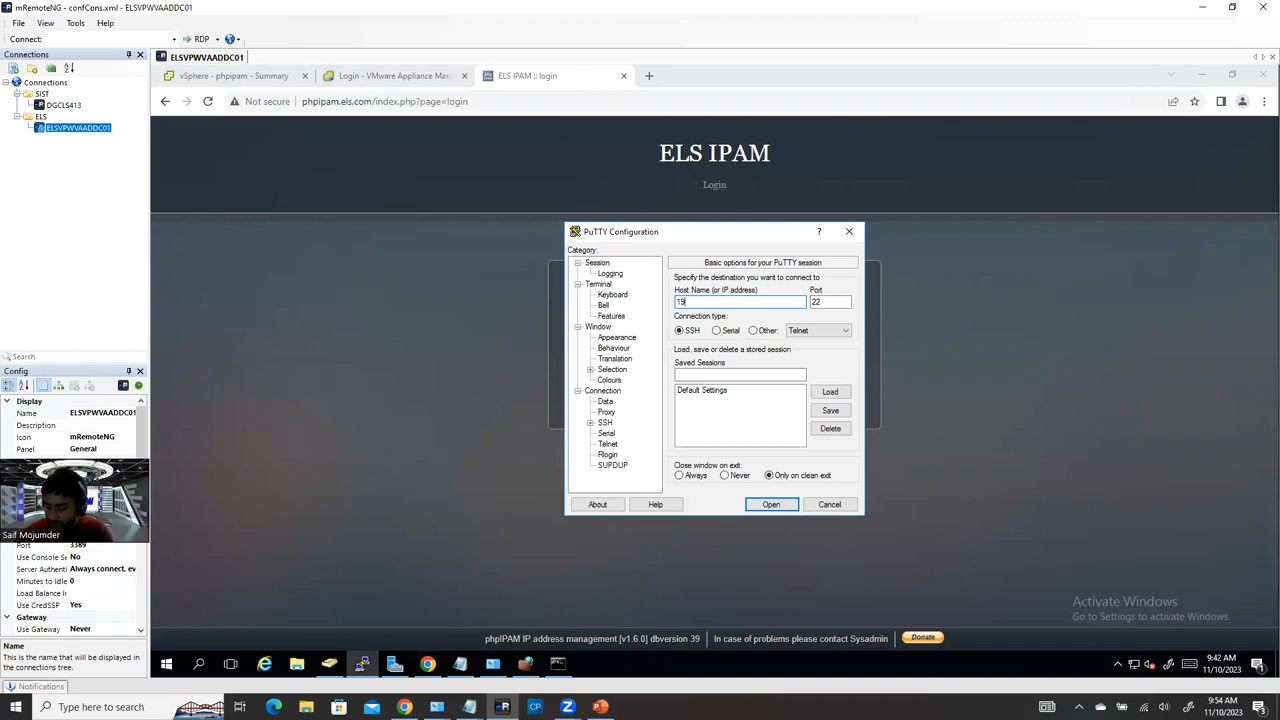 mRemoteNG - confCons.xml - ELSVPWVAADDC01
File View Tools Help
Connect: RDP
Connections
Connections
SIST
DGCLS413
ELS
ELSVPWVAADDC01
Search
Config
Display
Name ELSVPWVAADDC01
Description
Icon mRemoteNG
Panel General
Saif Mojumder
Port 3389
Use Console Se No
Server Authenti Always connect, ev
Minutes to Idle 0
Load Balance In
Use CredSSP Yes
Gateway
Use Gateway Never
Name
This is the name that will be displayed in
the connections tree.
Notifications
ELSVPWVAADDC01
vSphere - phpipam - Summary
Login - VMware Appliance Man
ELS IPAM :: login
Not secure phpipam.els.com/index.php?page=login
ELS IPAM
Login
PuTTY Configuration
Category:
Session
Logging
Terminal
Keyboard
Bell
Features
Window
Appearance
Behaviour
Translation
Selection
Colours
Connection
Data
Proxy
SSH
Serial
Telnet
Rlogin
SUPDUP
Basic options for your PuTTY session
Specify the destination you want to connect to
Host Name (or IP address) Port
19 22
Connection type:
SSH Serial Other: Telnet
Load, save or delete a stored session
Saved Sessions
Default Settings
Load
Save
Delete
Close window on exit:
Always Never Only on clean exit
About Help Open Cancel
Activate Windows
Go to Settings to activate Windows.
phpIPAM IP address management [v1.6.0] dbversion 39 In case of problems please contact Sysadmin Donate
9:42 AM
11/10/2023
Type here to search
9:54 AM
11/10/2023